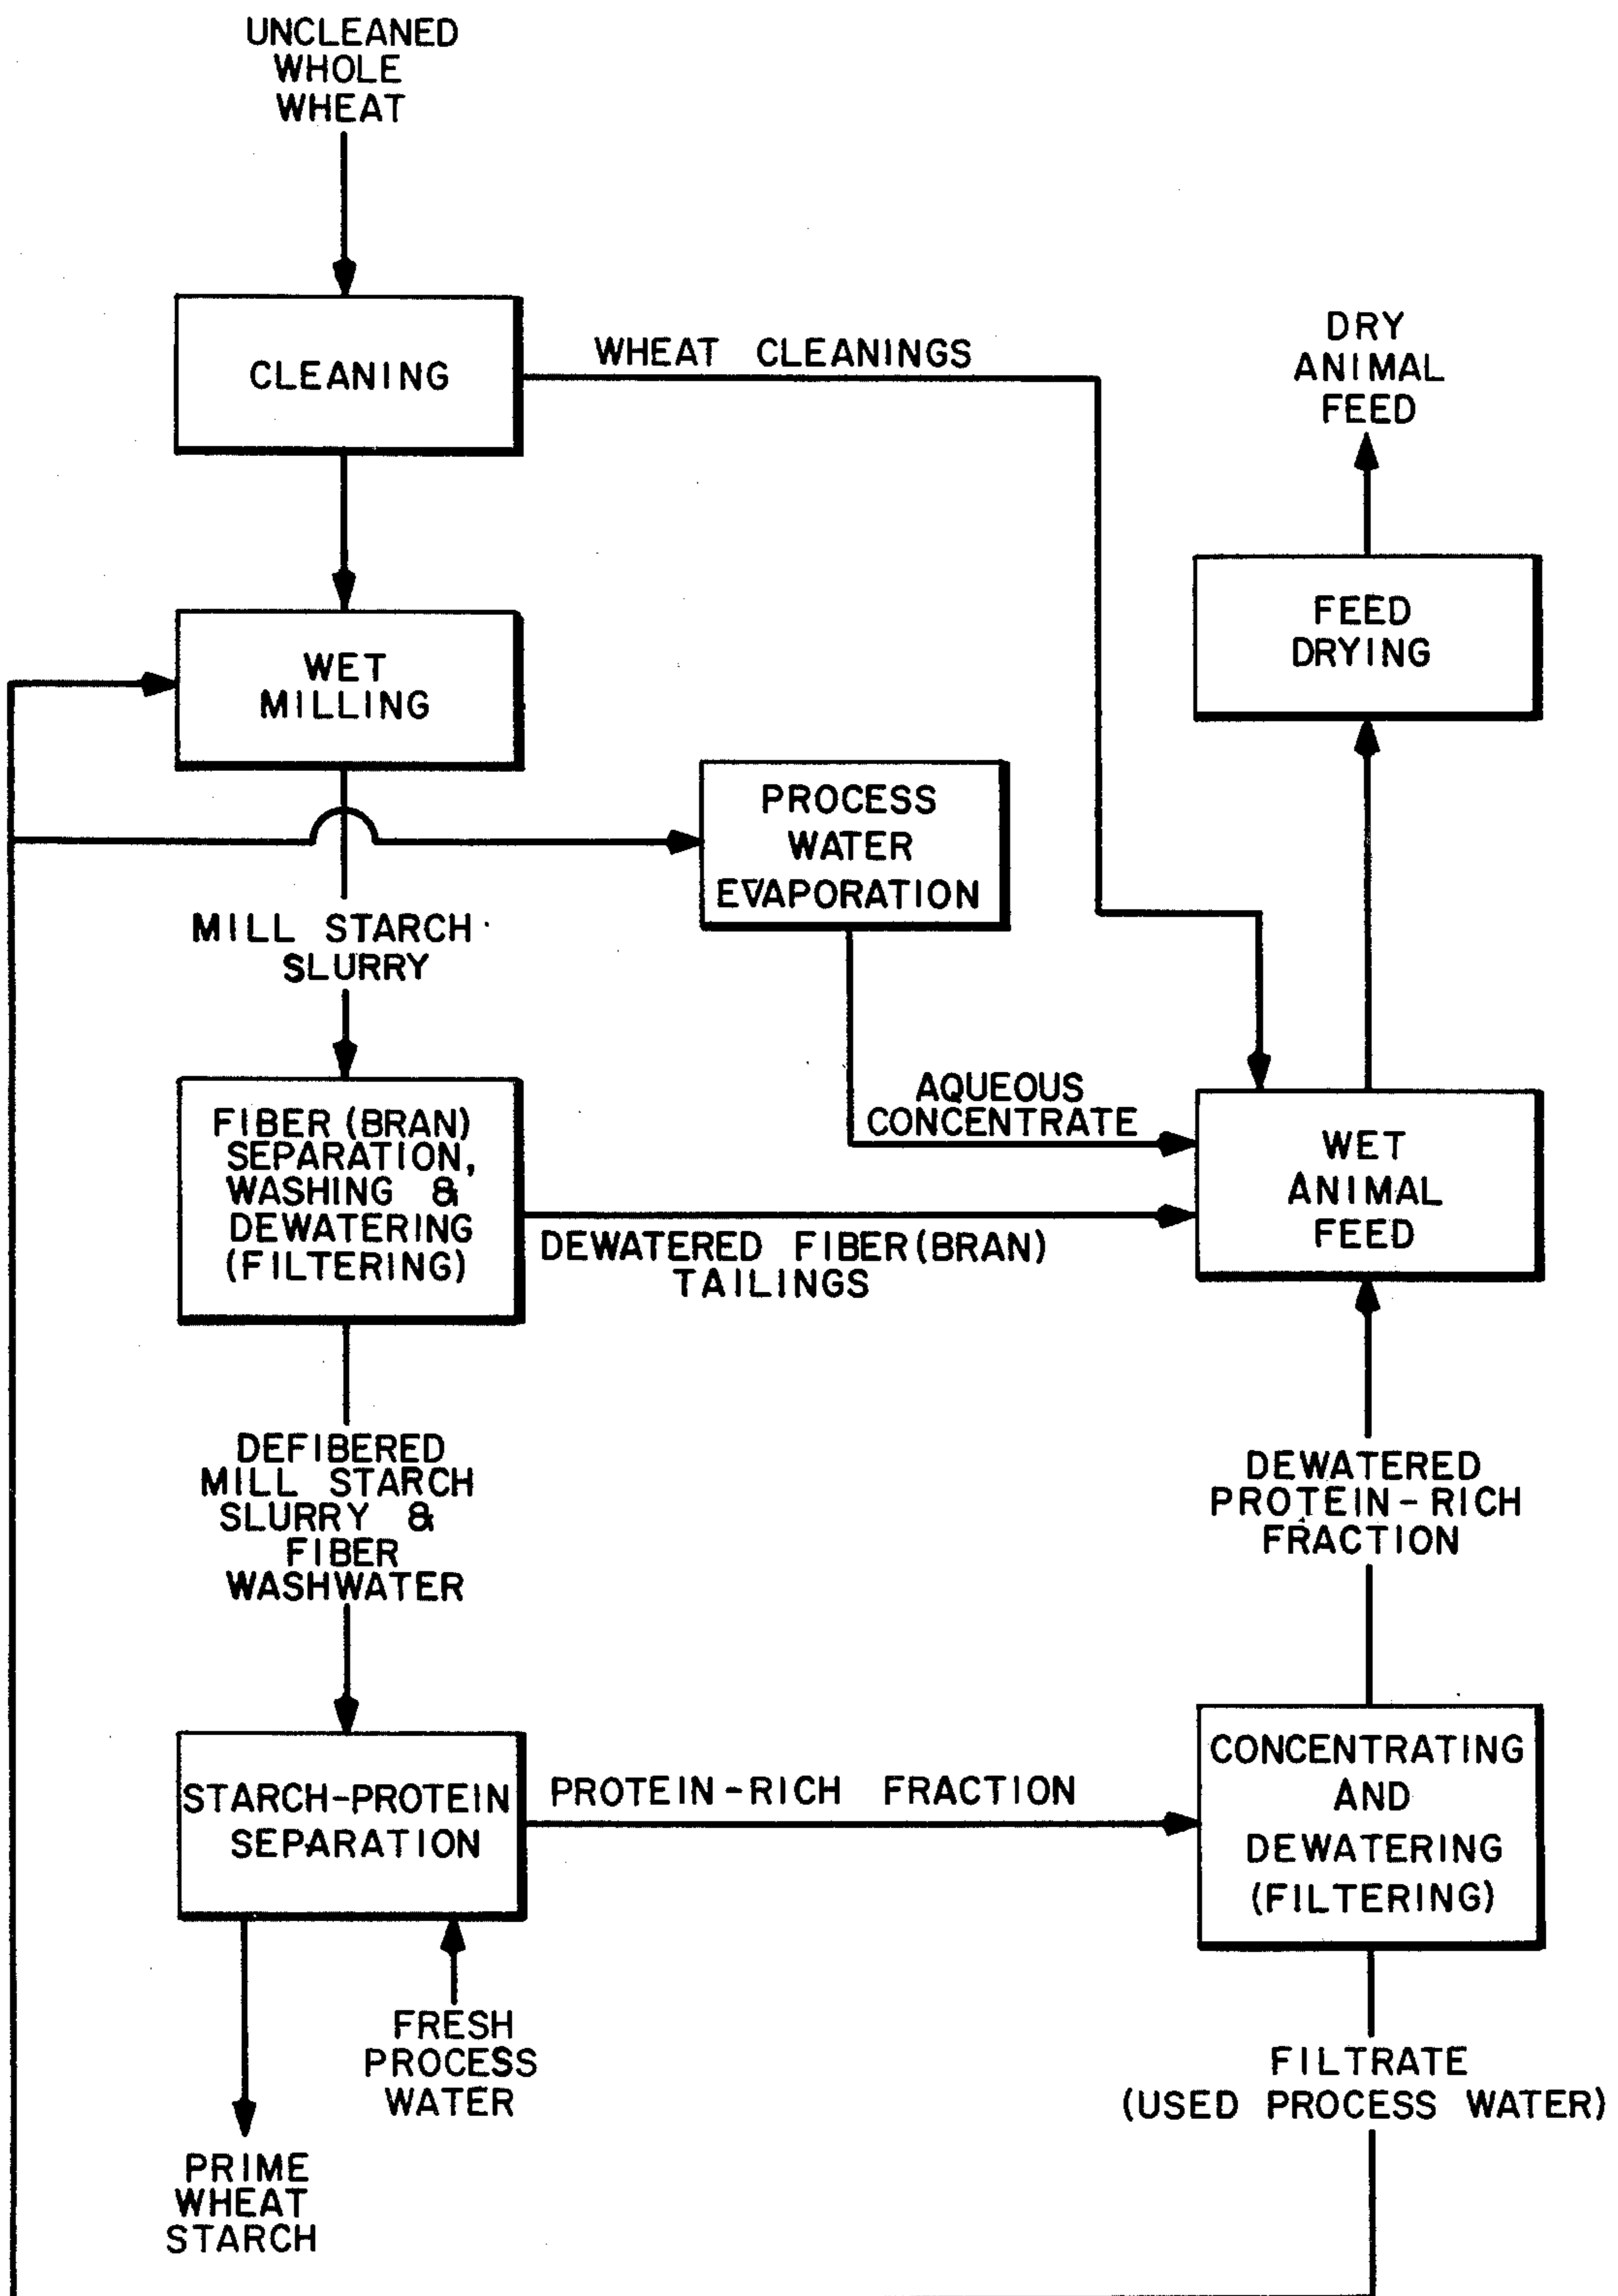 UNCLEANED
WHOLE
WHEAT
CLEANING
WHEAT CLEANINGS
DRY
ANIMAL
FEED
FEED
DRYING
WET
MILLING
PROCESS
WATER
EVAPORATION
MILL STARCH
SLURRY
AQUEOUS
CONCENTRATE
FIBER (BRAN)
SEPARATION,
WASHING &
DEWATERING
(FILTERING)
WET
ANIMAL
FEED
DEWATERED FIBER (BRAN)
TAILINGS
DEFIBERED
MILL STARCH
SLURRY &
FIBER
WASHWATER
DEWATERED
PROTEIN-RICH
FRACTION
STARCH-PROTEIN
SEPARATION
PROTEIN-RICH FRACTION
CONCENTRATING
AND
DEWATERING
(FILTERING)
FRESH
PROCESS
WATER
FILTRATE
(USED PROCESS WATER)
PRIME
WHEAT
STARCH